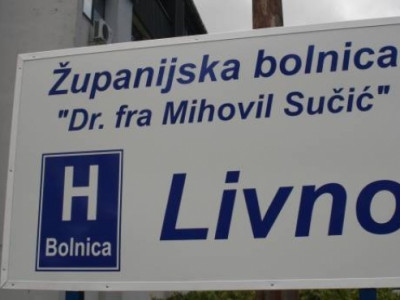 Županijska bolnica
"Dr. fra Mihovil Sučić"
H
Bolnica
Livno